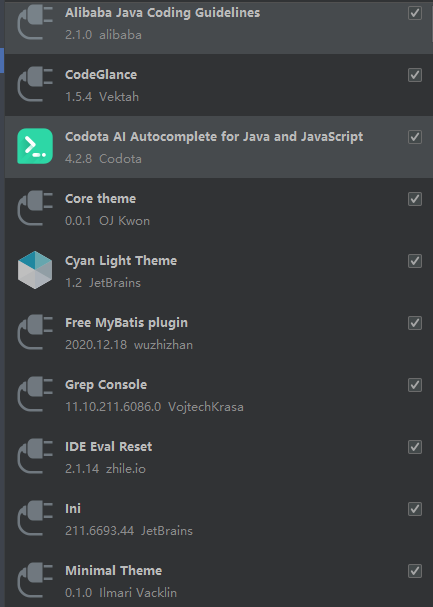 Alibaba Java Coding Guidelines
2.1.0 alibaba
CodeGlance
1.5.4 Vektah
Codota AI Autocomplete for Java and JavaScript
4.2.8 Codota
Core theme
0.0.1 OJ Kwon
Cyan Light Theme
1.2 JetBrains
Free MyBatis plugin
2020.12.18 wuzhizhan
Grep Console
11.10.211.6086.0 VojtechKrasa
IDE Eval Reset
2.1.14 zhile.io
Ini
211.6693.44 JetBrains
Minimal Theme
0.1.0 Ilmari Vacklin